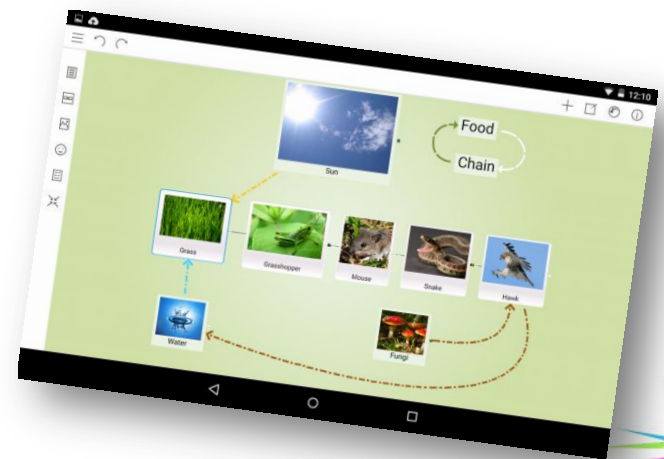 12:10
Food
Chain
Sun
Grass
Grasshopper
Mouse
Snake
Hawk
Water
Fungi